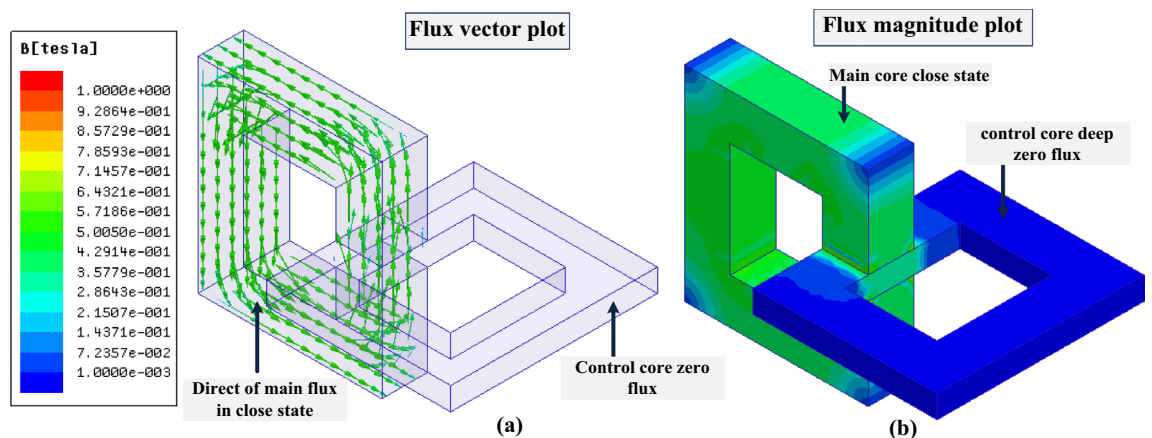 B[tesla]
1.0000e+000
9.2864e-001
8.5729e-001
7.8593e-001
7.1457e-001
6.4321e-001
5.7186e-001
5.0050e-001
4.2914e-001
3.5779e-001
2.8643e-001
2.1507e-001
1.4371e-001
7.2357e-002
1.0000e-003
Flux vector plot
Direct of main flux
in close state
Control core zero
flux
(a)
Flux magnitude plot
Main core close state
control core deep
zero flux
(b)